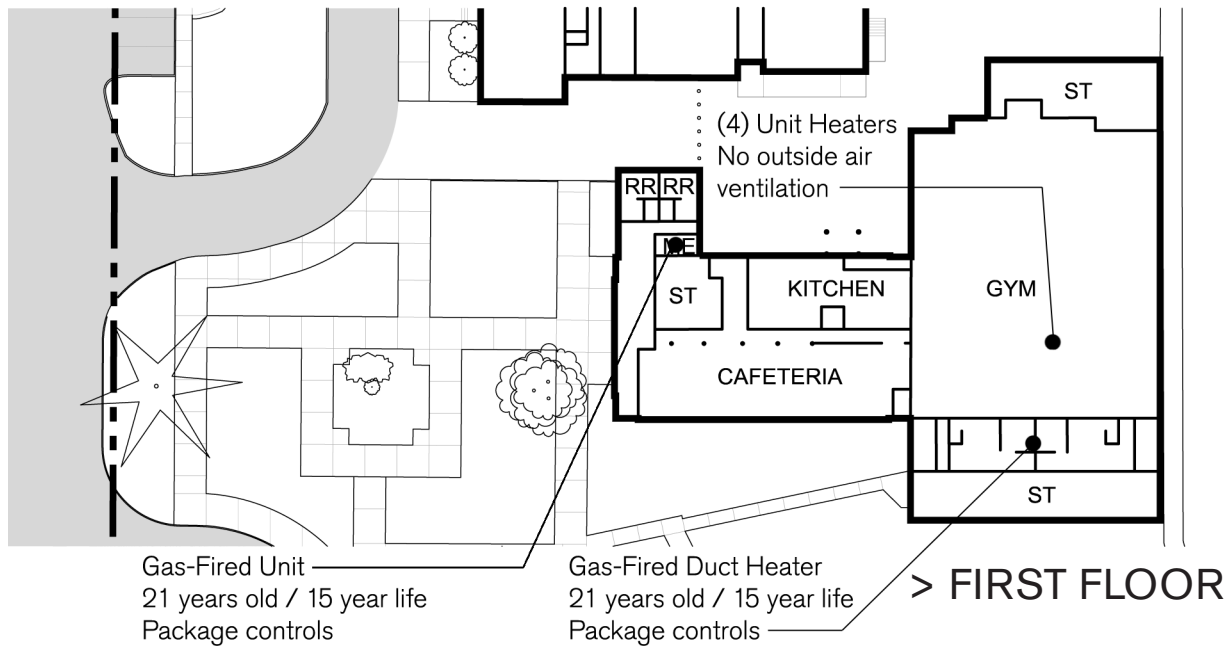 ST
(4) Unit Heaters
No outside air
ventilation
RR RR
ME
ST
KITCHEN
GYM
CAFETERIA
ST
Gas-Fired Unit
21 years old / 15 year life
Package controls
Gas-Fired Duct Heater
21 years old / 15 year life
Package controls
> FIRST FLOOR